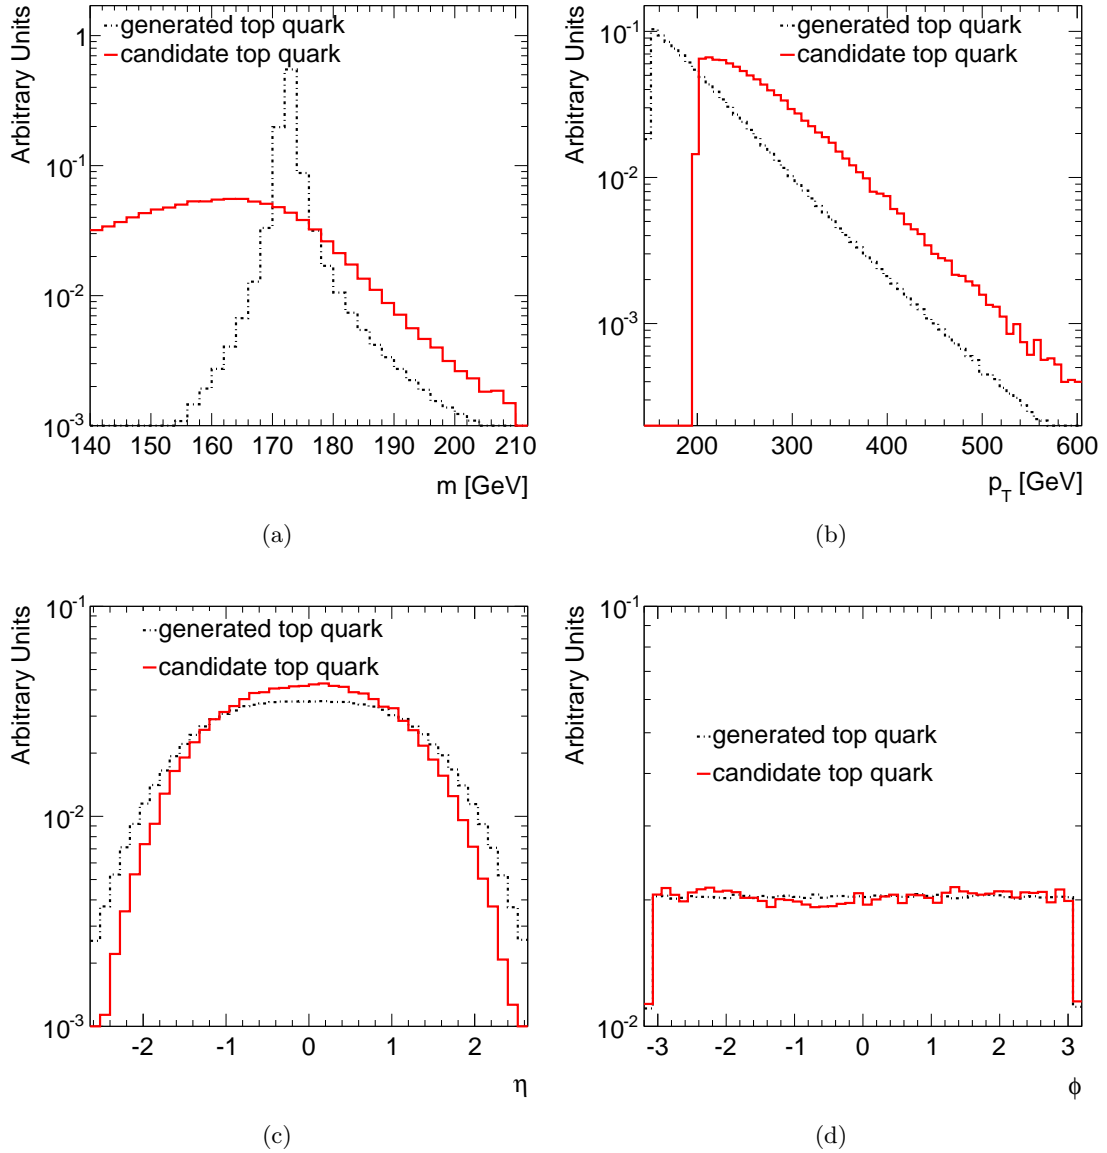 generated top quark
candidate top quark
Arbitrary Units
1
10-1
10-2
10-3
140 150 160 170 180 190 200 210
m [GeV]
(a)
generated top quark
candidate top quark
Arbitrary Units
10-1
10-2
10-3
200 300 400 500 600
pT [GeV]
(b)
generated top quark
candidate top quark
Arbitrary Units
10-1
10-2
10-3
-2 -1 0 1 2
η
(c)
generated top quark
candidate top quark
Arbitrary Units
10-1
10-2
-3 -2 -1 0 1 2 3
ϕ
(d)